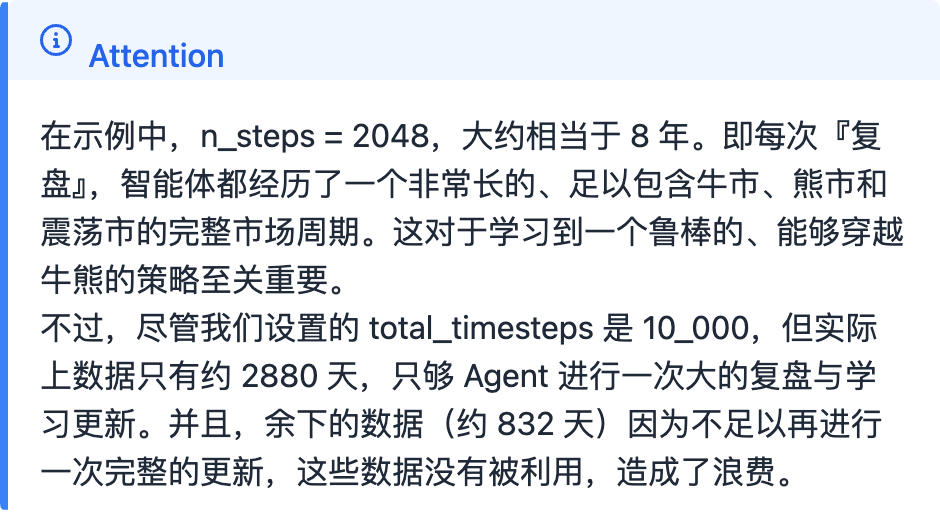 Attention
在示例中，n_steps = 2048，大约相当于 8 年。即每次『复
盘』，智能体都经历了一个非常长的、足以包含牛市、熊市和
震荡市的完整市场周期。这对于学习到一个鲁棒的、能够穿越
牛熊的策略至关重要。
不过，尽管我们设置的 total_timesteps 是 10_000，但实际
上数据只有约 2880 天，只够 Agent 进行一次大的复盘与学
习更新。并且，余下的数据（约 832 天）因为不足以再进行
一次完整的更新，这些数据没有被利用，造成了浪费。